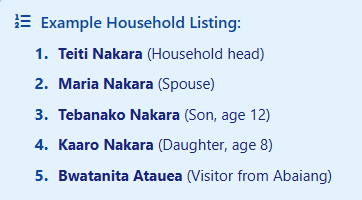 Example Household Listing:
1. Teiti Nakara (Household head)
2. Maria Nakara (Spouse)
3. Tebanako Nakara (Son, age 12)
4. Kaaro Nakara (Daughter, age 8)
5. Bwatanita Atauea (Visitor from Abaiang)